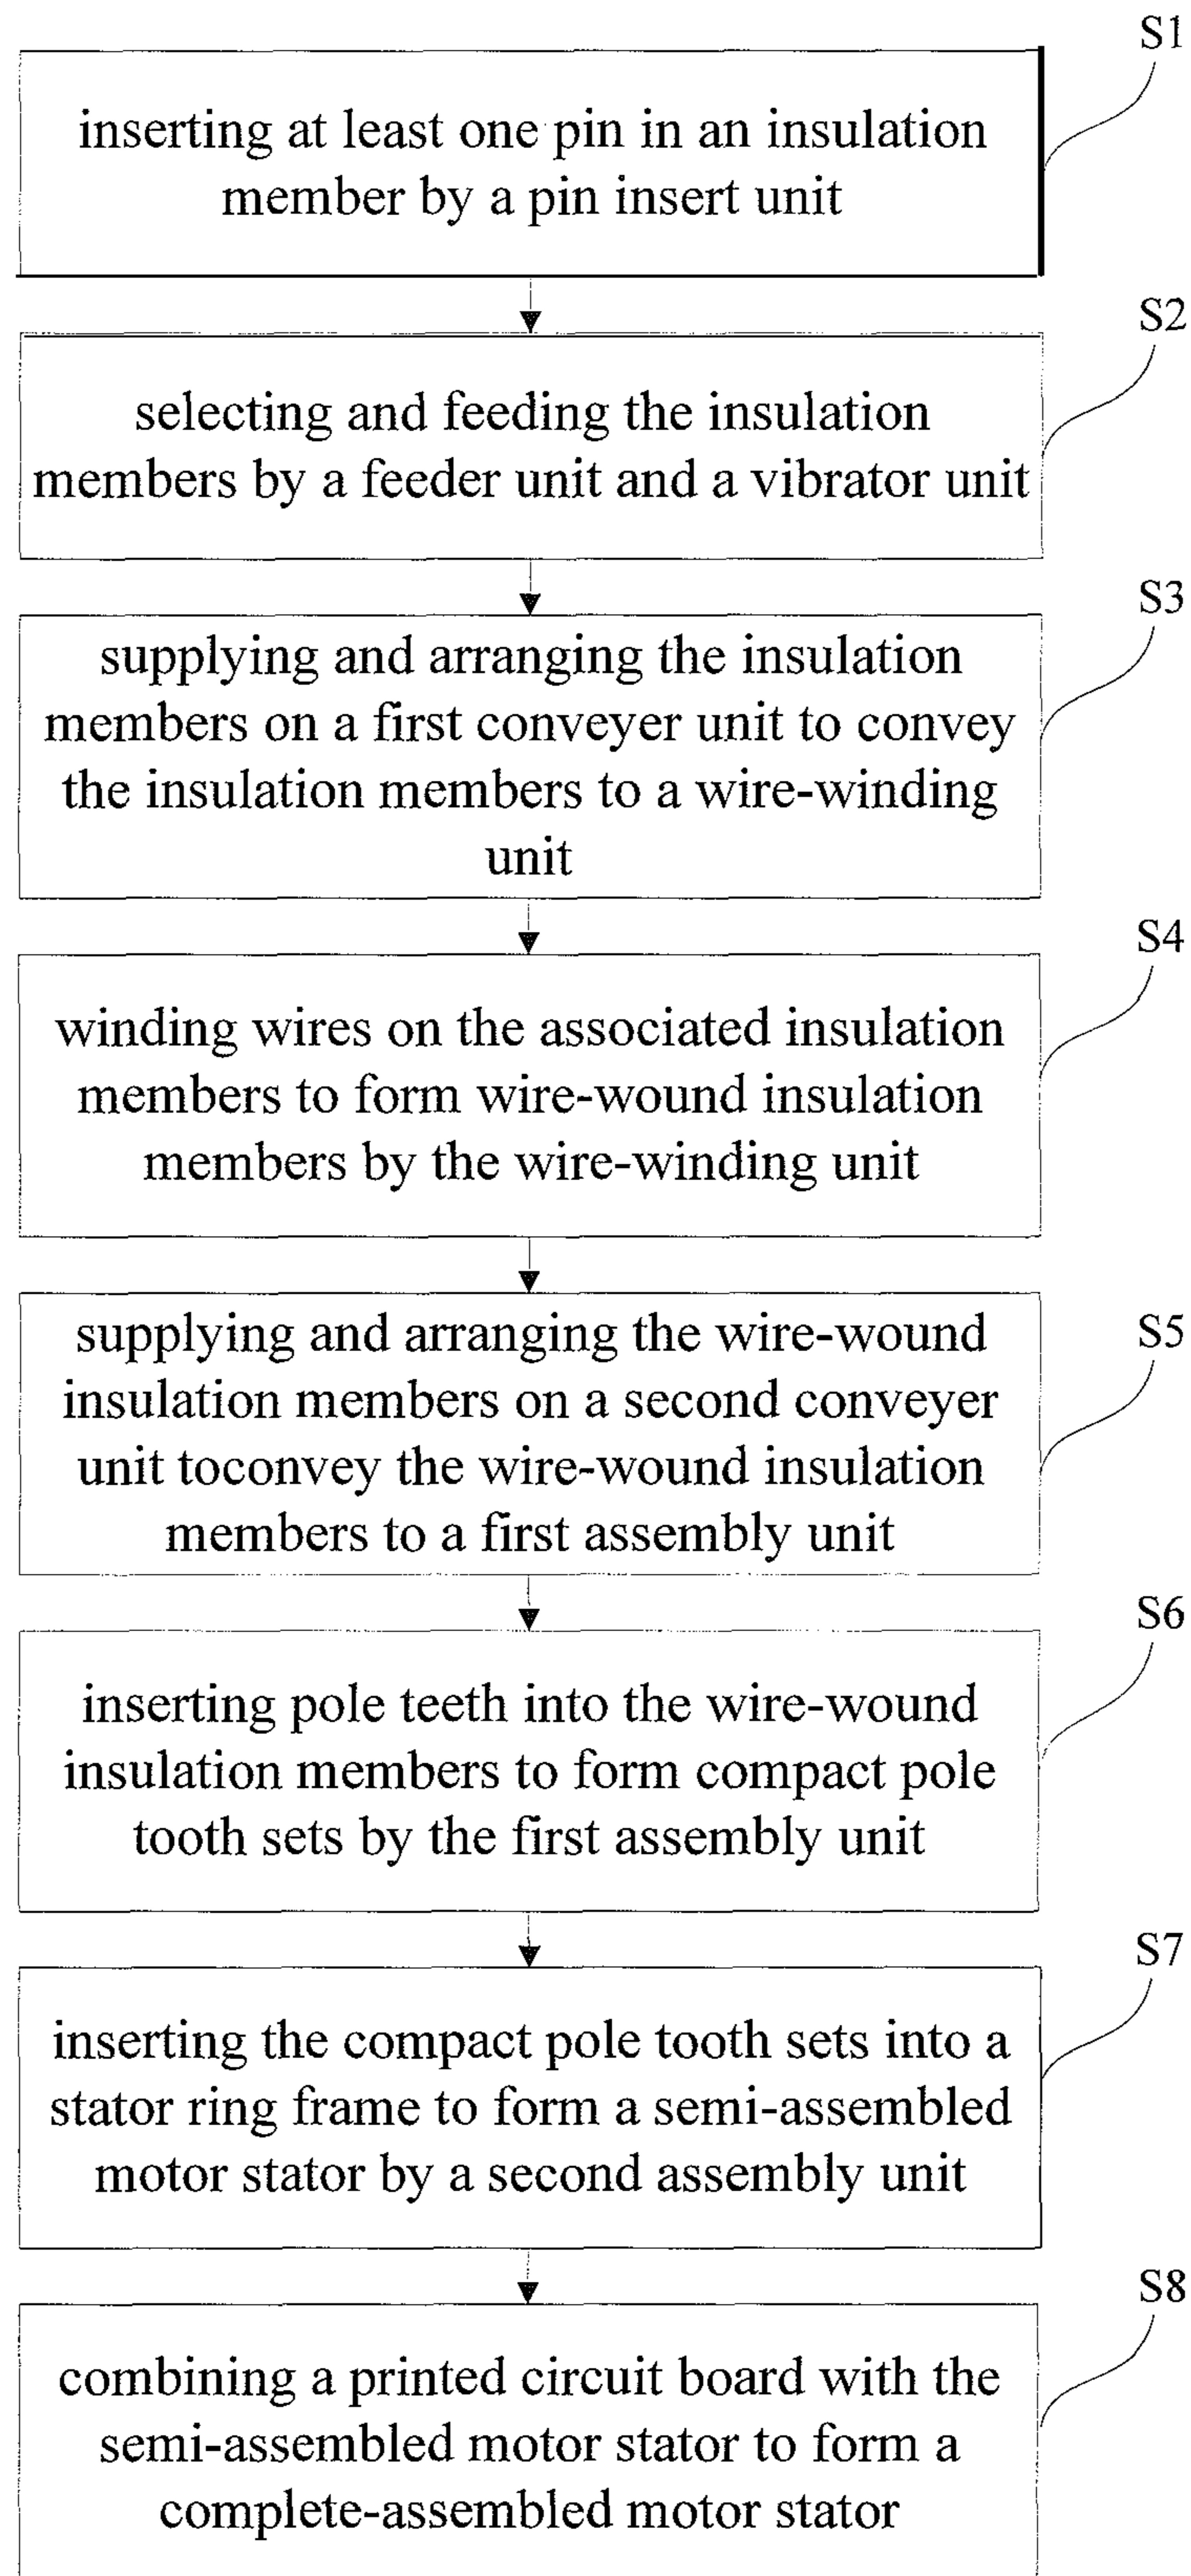 S1
inserting at least one pin in an insulation
member by a pin insert unit
S2
selecting and feeding the insulation
members by a feeder unit and a vibrator unit
S3
supplying and arranging the insulation
members on a first conveyer unit to convey
the insulation members to a wire-winding
unit
S4
winding wires on the associated insulation
members to form wire-wound insulation
members by the wire-winding unit
S5
supplying and arranging the wire-wound
insulation members on a second conveyer
unit toconvey the wire-wound insulation
members to a first assembly unit
S6
inserting pole teeth into the wire-wound
insulation members to form compact pole
tooth sets by the first assembly unit
S7
inserting the compact pole tooth sets into a
stator ring frame to form a semi-assembled
motor stator by a second assembly unit
S8
combining a printed circuit board with the
semi-assembled motor stator to form a
complete-assembled motor stator